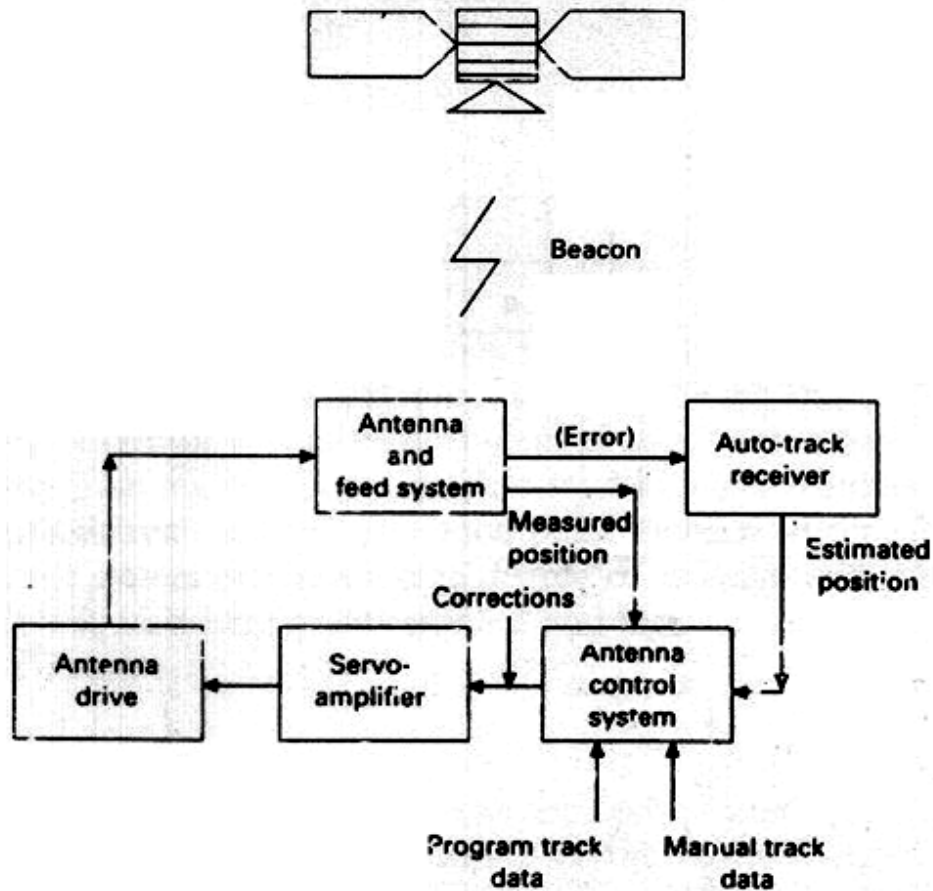 Beacon
Antenna
and
feed system
(Error)
Auto-track
receiver
Measured
position
Estimated
position
Corrections
Antenna
drive
Servo-
amplifier
Antenna
control
system
Program track
data
Manual track
data